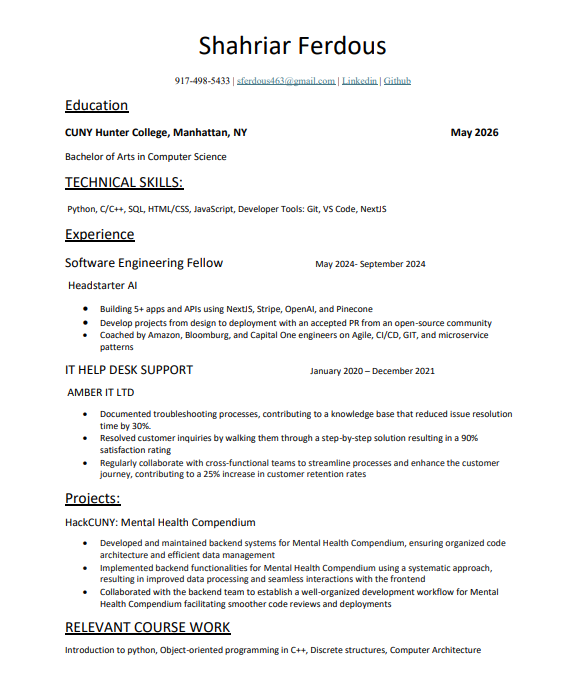 Shahriar Ferdous
917-498-5433 | sferdous463@gmail.com | Linkedin | Github
Education
CUNY Hunter College, Manhattan, NY May 2026
Bachelor of Arts in Computer Science
TECHNICAL SKILLS:
Python, C/C++, SQL, HTML/CSS, JavaScript, Developer Tools: Git, VS Code, NextJS
Experience
Software Engineering Fellow May 2024- September 2024
Headstarter AI
• Building 5+ apps and APIs using NextJS, Stripe, OpenAI, and Pinecone
• Develop projects from design to deployment with an accepted PR from an open-source community
• Coached by Amazon, Bloomburg, and Capital One engineers on Agile, CI/CD, GIT, and microservice
patterns
IT HELP DESK SUPPORT January 2020 – December 2021
AMBER IT LTD
• Documented troubleshooting processes, contributing to a knowledge base that reduced issue resolution
time by 30%.
• Resolved customer inquiries by walking them through a step-by-step solution resulting in a 90%
satisfaction rating
• Regularly collaborate with cross-functional teams to streamline processes and enhance the customer
journey, contributing to a 25% increase in customer retention rates
Projects:
HackCUNY: Mental Health Compendium
• Developed and maintained backend systems for Mental Health Compendium, ensuring organized code
architecture and efficient data management
• Implemented backend functionalities for Mental Health Compendium using a systematic approach,
resulting in improved data processing and seamless interactions with the frontend
• Collaborated with the backend team to establish a well-organized development workflow for Mental
Health Compendium facilitating smoother code reviews and deployments
RELEVANT COURSE WORK
Introduction to python, Object-oriented programming in C++, Discrete structures, Computer Architecture